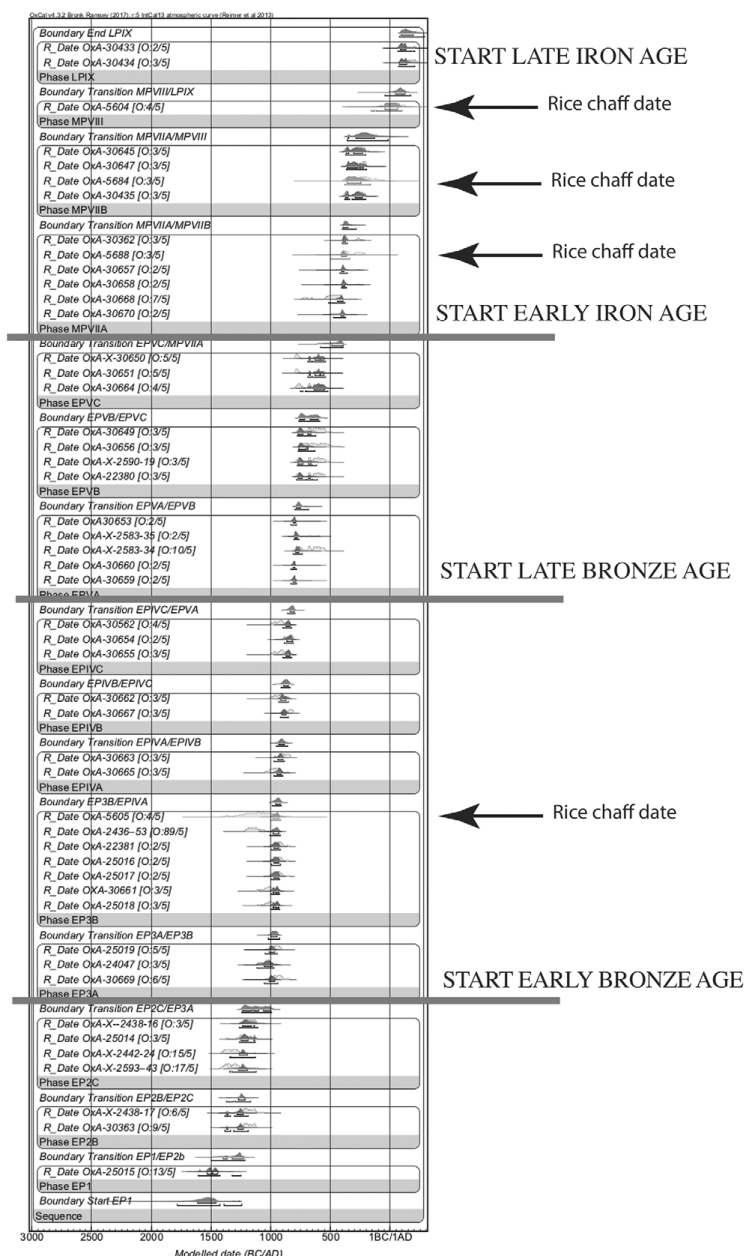 OxCal v4.3.2 Bronk Ramsey (2017); r:5 IntCal13 atmospheric curve (Reimer et al 2013)
Boundary End LPIX
R_Date OxA-30433 [O:2/5]
R_Date OxA-30434 [O:3/5]
START LATE IRON AGE
Phase LPIX
Boundary Transition MPVIII/LPIX
R_Date OxA-5604 [O:4/5]
Rice chaff date
Phase MPVIII
Boundary Transition MPVIIA/MPVIII
R_Date OxA-30645 [O:3/5]
R_Date OxA-30647 [O:3/5]
R_Date OxA-5684 [O:3/5]
Rice chaff date
R_Date OxA-30435 [O:3/5]
Phase MPVIIB
Boundary Transition MPVIIA/MPVIIB
R_Date OxA-30362 [O:3/5]
R_Date OxA-5688 [O:3/5]
Rice chaff date
R_Date OxA-30657 [O:2/5]
R_Date OxA-30658 [O:2/5]
R_Date OxA-30668 [O:7/5]
R_Date OxA-30670 [O:2/5]
START EARLY IRON AGE
Phase MPVIIA
Boundary Transition EPVC/MPVIIA
R_Date OxA-X-30650 [O:5/5]
R_Date OxA-30651 [O:5/5]
R_Date OxA-30664 [O:4/5]
Phase EPVC
Boundary EPVB/EPVC
R_Date OxA-30649 [O:3/5]
R_Date OxA-30656 [O:3/5]
R_Date OxA-X-2590-19 [O:3/5]
R_Date OxA-22380 [O:3/5]
Phase EPVB
Boundary Transition EPVA/EPVB
R_Date OxA30653 [O:2/5]
R_Date OxA-X-2583-35 [O:2/5]
R_Date OxA-X-2583-34 [O:10/5]
R_Date OxA-30660 [O:2/5]
R_Date OxA-30659 [O:2/5]
START LATE BRONZE AGE
Phase EPVA
Boundary Transition EPIVC/EPVA
R_Date OxA-30562 [O:4/5]
R_Date OxA-30654 [O:2/5]
R_Date OxA-30655 [O:3/5]
Phase EPIVC
Boundary EPIVB/EPIVC
R_Date OxA-30662 [O:3/5]
R_Date OxA-30667 [O:3/5]
Phase EPIVB
Boundary Transition EPIVA/EPIVB
R_Date OxA-30663 [O:3/5]
R_Date OxA-30665 [O:3/5]
Phase EPIVA
Boundary EP3B/EPIVA
R_Date OxA-5605 [O:4/5]
Rice chaff date
R_Date OxA-2436–53 [O:89/5]
R_Date OxA-22381 [O:2/5]
R_Date OxA-25016 [O:2/5]
R_Date OxA-25017 [O:2/5]
R_Date OXA-30661 [O:3/5]
R_Date OxA-25018 [O:3/5]
Phase EP3B
Boundary Transition EP3A/EP3B
R_Date OxA-25019 [O:5/5]
R_Date OxA-24047 [O:3/5]
R_Date OxA-30669 [O:6/5]
START EARLY BRONZE AGE
Phase EP3A
Boundary Transition EP2C/EP3A
R_Date OxA-X--2438-16 [O:3/5]
R_Date OxA-25014 [O:3/5]
R_Date OxA-X-2442-24 [O:15/5]
R_Date OxA-X-2593–43 [O:17/5]
Phase EP2C
Boundary Transition EP2B/EP2C
R_Date OxA-X-2438-17 [O:6/5]
R_Date OxA-30363 [O:9/5]
Phase EP2B
Boundary Transition EP1/EP2b
R_Date OxA-25015 [O:13/5]
Phase EP1
Boundary Start EP1
Sequence
3000 2500 2000 1500 1000 500 1BC/1AD
Modelled date (BC/AD)